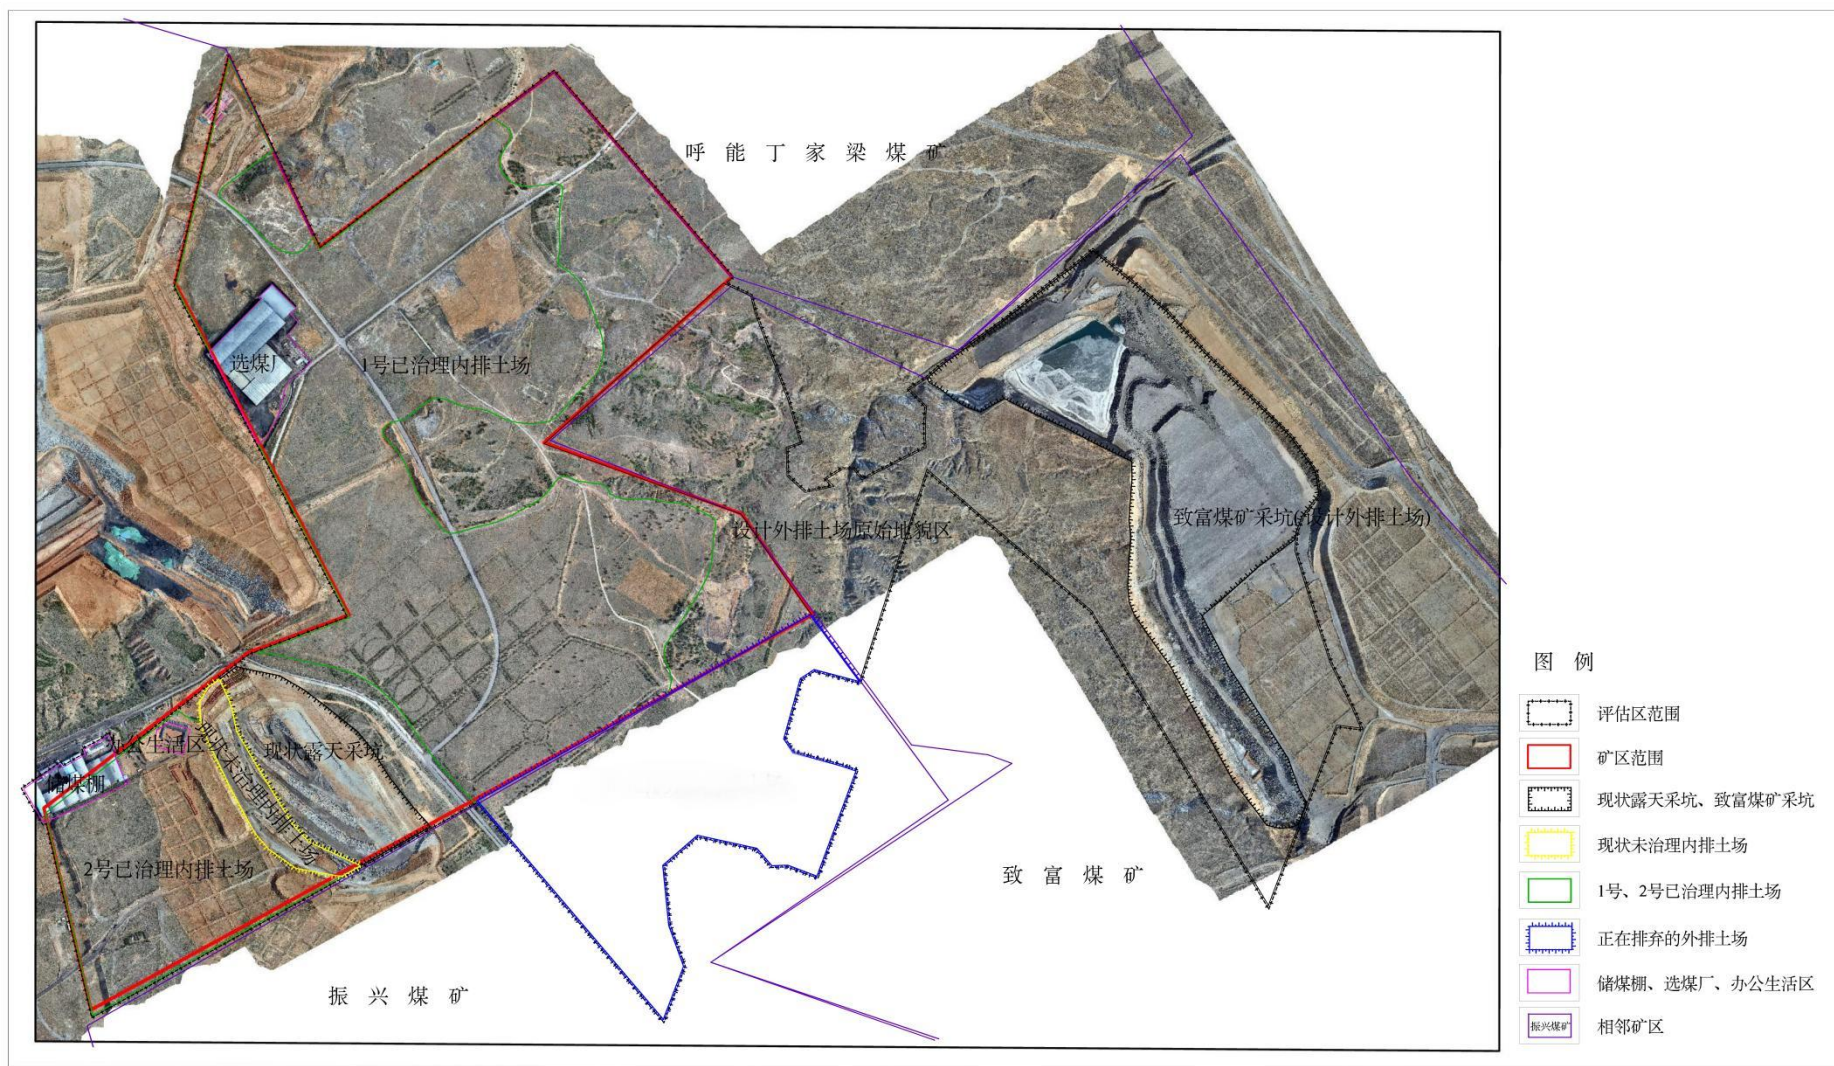 呼能丁家梁煤矿
选煤厂
1号已治理内排土场
设计外排土场原始地貌区
致富煤矿采坑(设计外排土场)
办公生活区
储煤棚
现状未治理内排土场
现状露天采坑
2号已治理内排土场
致富煤矿
振兴煤矿
图例
评估区范围
矿区范围
现状露天采坑、致富煤矿采坑
现状未治理内排土场
1号、2号已治理内排土场
正在排弃的外排土场
储煤棚、选煤厂、办公生活区
振兴煤矿 相邻矿区